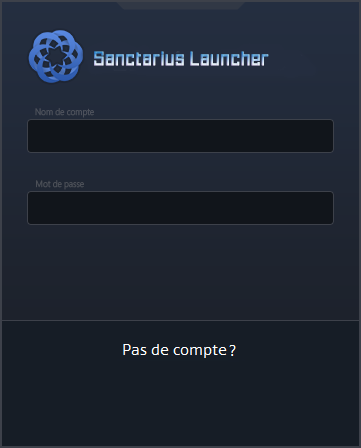 Sanctarius Launcher
Nom de compte
Mot de passe
Pas de compte ?